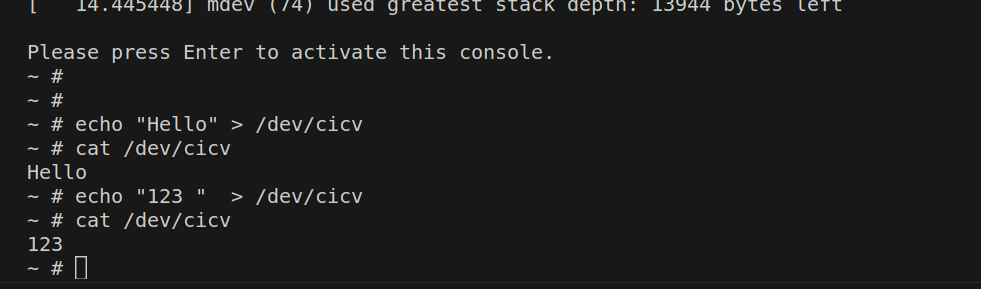 [   14.445448] mdev (74) used greatest stack depth: 13944 bytes left
Please press Enter to activate this console.
~ #
~ #
~ # echo "Hello" > /dev/cicv
~ # cat /dev/cicv
Hello
~ # echo "123 "  > /dev/cicv
~ # cat /dev/cicv
123
~ #